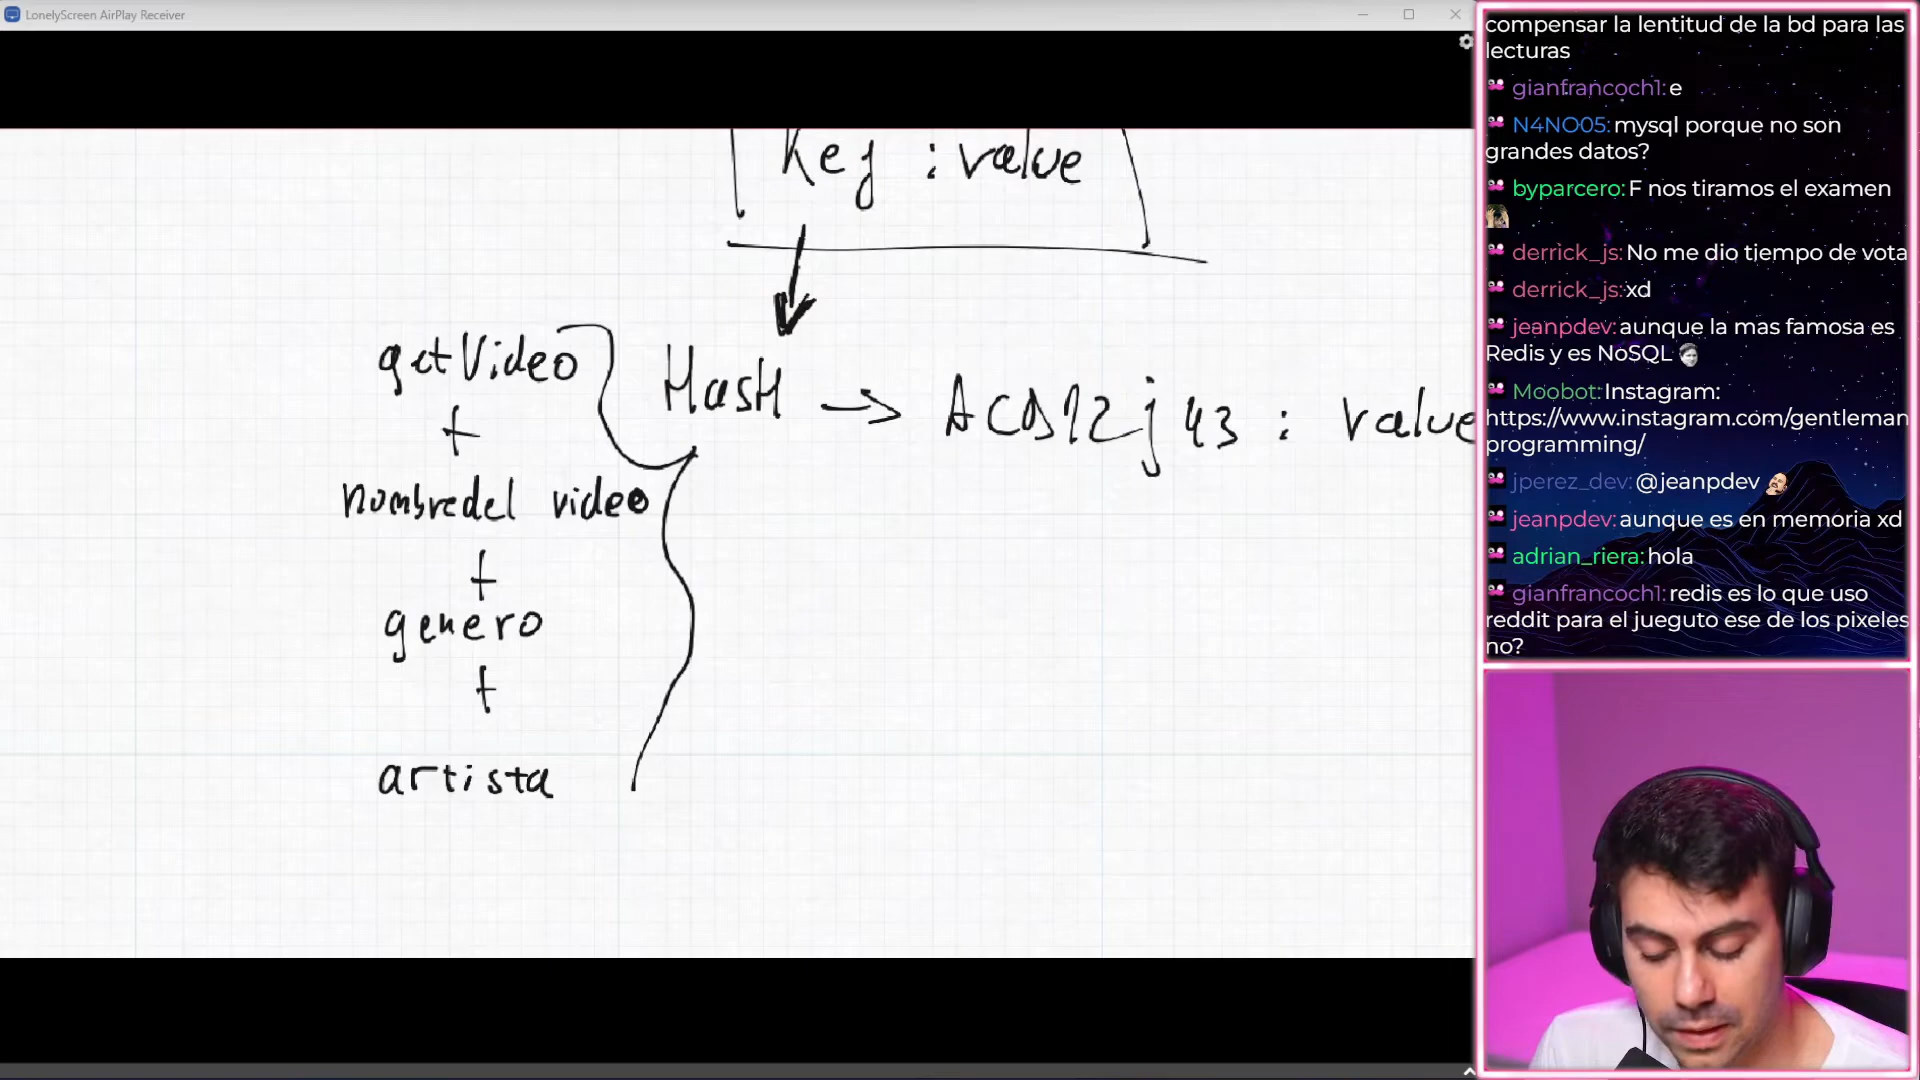 LonelyScreen AirPlay Receiver
Key : value
getVideo
+
nombredel video
+
genero
+
artista
HasH → ACD12j43 : value
compensar la lentitud de la bd para las
lecturas
gianfrancoch1: e
N4NO05: mysql porque no son
grandes datos?
byparcero: F nos tiramos el examen
derrick_js: No me dio tiempo de vota
derrick_js: xd
jeanpdev: aunque la mas famosa es
Redis y es NoSQL
Moobot: Instagram:
https://www.instagram.com/gentleman
programming/
jperez_dev: @jeanpdev
jeanpdev: aunque es en memoria xd
adrian_riera: hola
gianfrancoch1: redis es lo que uso
reddit para el jueguto ese de los pixeles
no?